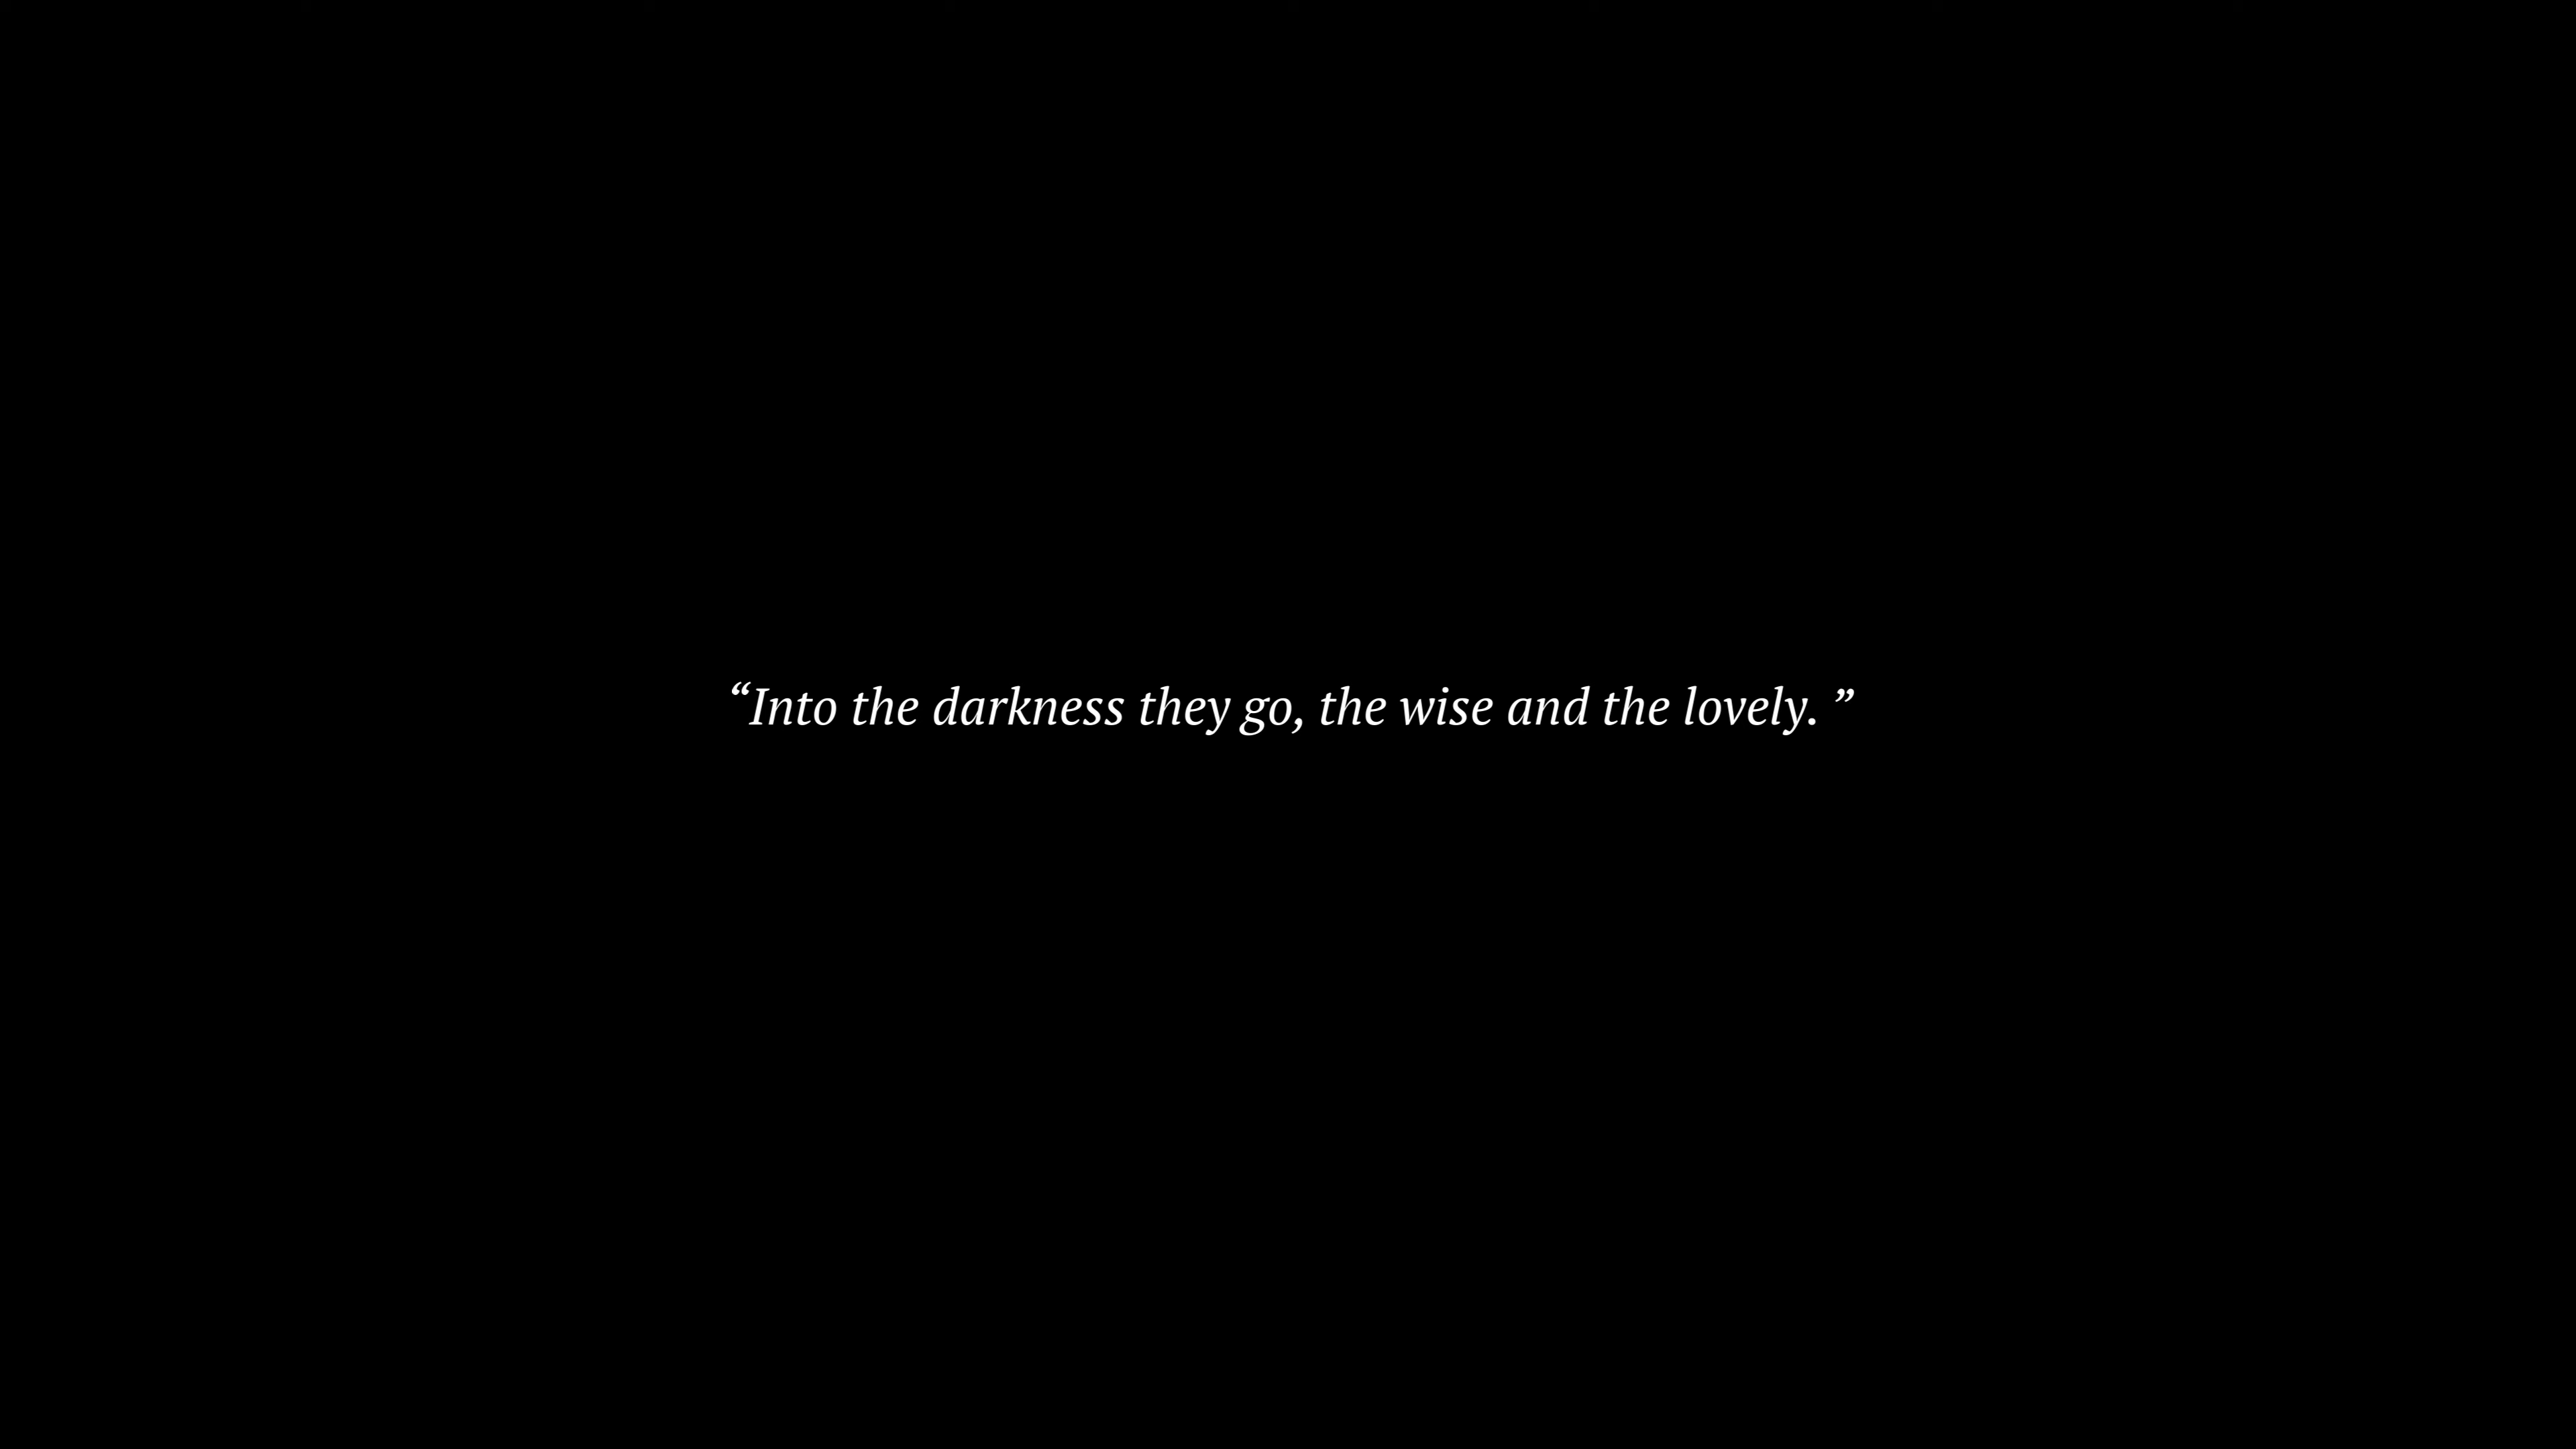 “Into the darkness they go, the wise and the lovely. ”